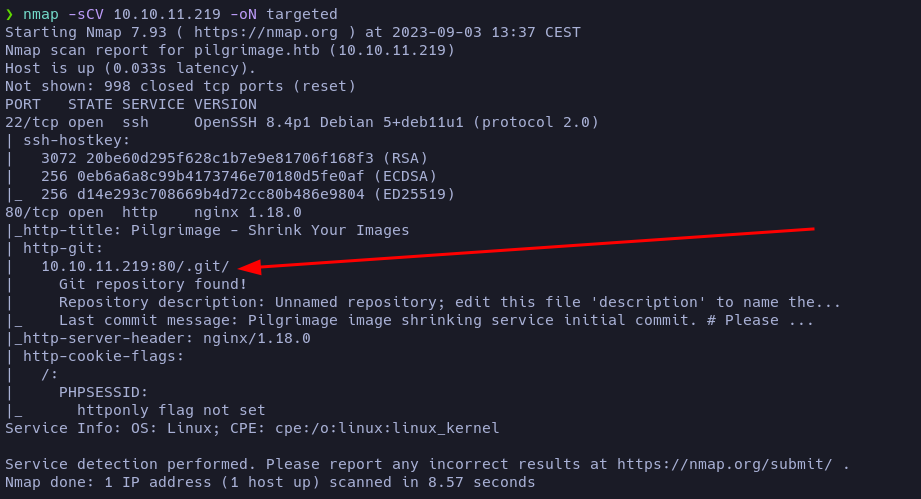 ❯ nmap -sCV 10.10.11.219 -oN targeted
Starting Nmap 7.93 ( https://nmap.org ) at 2023-09-03 13:37 CEST
Nmap scan report for pilgrimage.htb (10.10.11.219)
Host is up (0.033s latency).
Not shown: 998 closed tcp ports (reset)
PORT   STATE SERVICE VERSION
22/tcp open  ssh     OpenSSH 8.4p1 Debian 5+deb11u1 (protocol 2.0)
| ssh-hostkey:
|   3072 20be60d295f628c1b7e9e81706f168f3 (RSA)
|   256 0eb6a6a8c99b4173746e70180d5fe0af (ECDSA)
|_  256 d14e293c708669b4d72cc80b486e9804 (ED25519)
80/tcp open  http    nginx 1.18.0
|_http-title: Pilgrimage - Shrink Your Images
| http-git:
|   10.10.11.219:80/.git/
|     Git repository found!
|     Repository description: Unnamed repository; edit this file 'description' to name the...
|_    Last commit message: Pilgrimage image shrinking service initial commit. # Please ...
|_http-server-header: nginx/1.18.0
| http-cookie-flags:
|   /:
|     PHPSESSID:
|_      httponly flag not set
Service Info: OS: Linux; CPE: cpe:/o:linux:linux_kernel

Service detection performed. Please report any incorrect results at https://nmap.org/submit/ .
Nmap done: 1 IP address (1 host up) scanned in 8.57 seconds